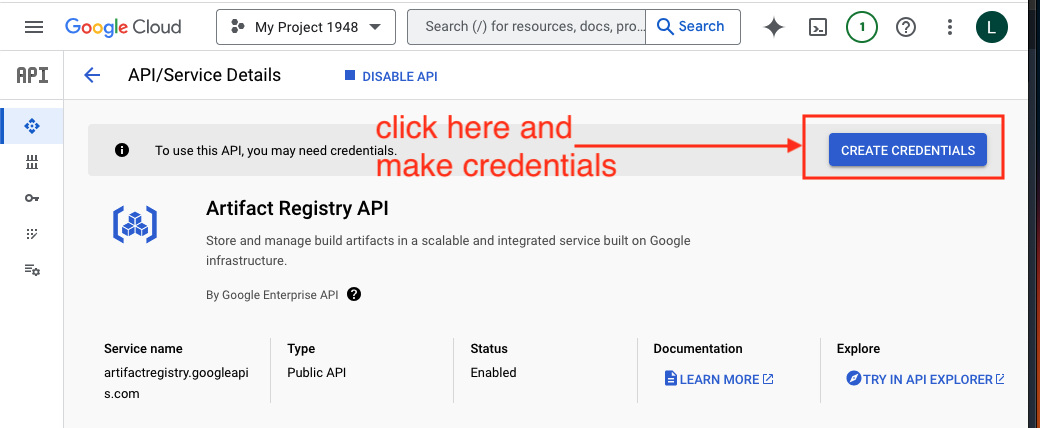 Google Cloud
My Project 1948
Search (/) for resources, docs, pro...
Search
1
L
API
API/Service Details
DISABLE API
click here and
make credentials
To use this API, you may need credentials.
CREATE CREDENTIALS
Artifact Registry API
Store and manage build artifacts in a scalable and integrated service built on Google
infrastructure.
By Google Enterprise API
Service name
artifactregistry.googleapi
s.com
Type
Public API
Status
Enabled
Documentation
LEARN MORE
Explore
TRY IN API EXPLORER